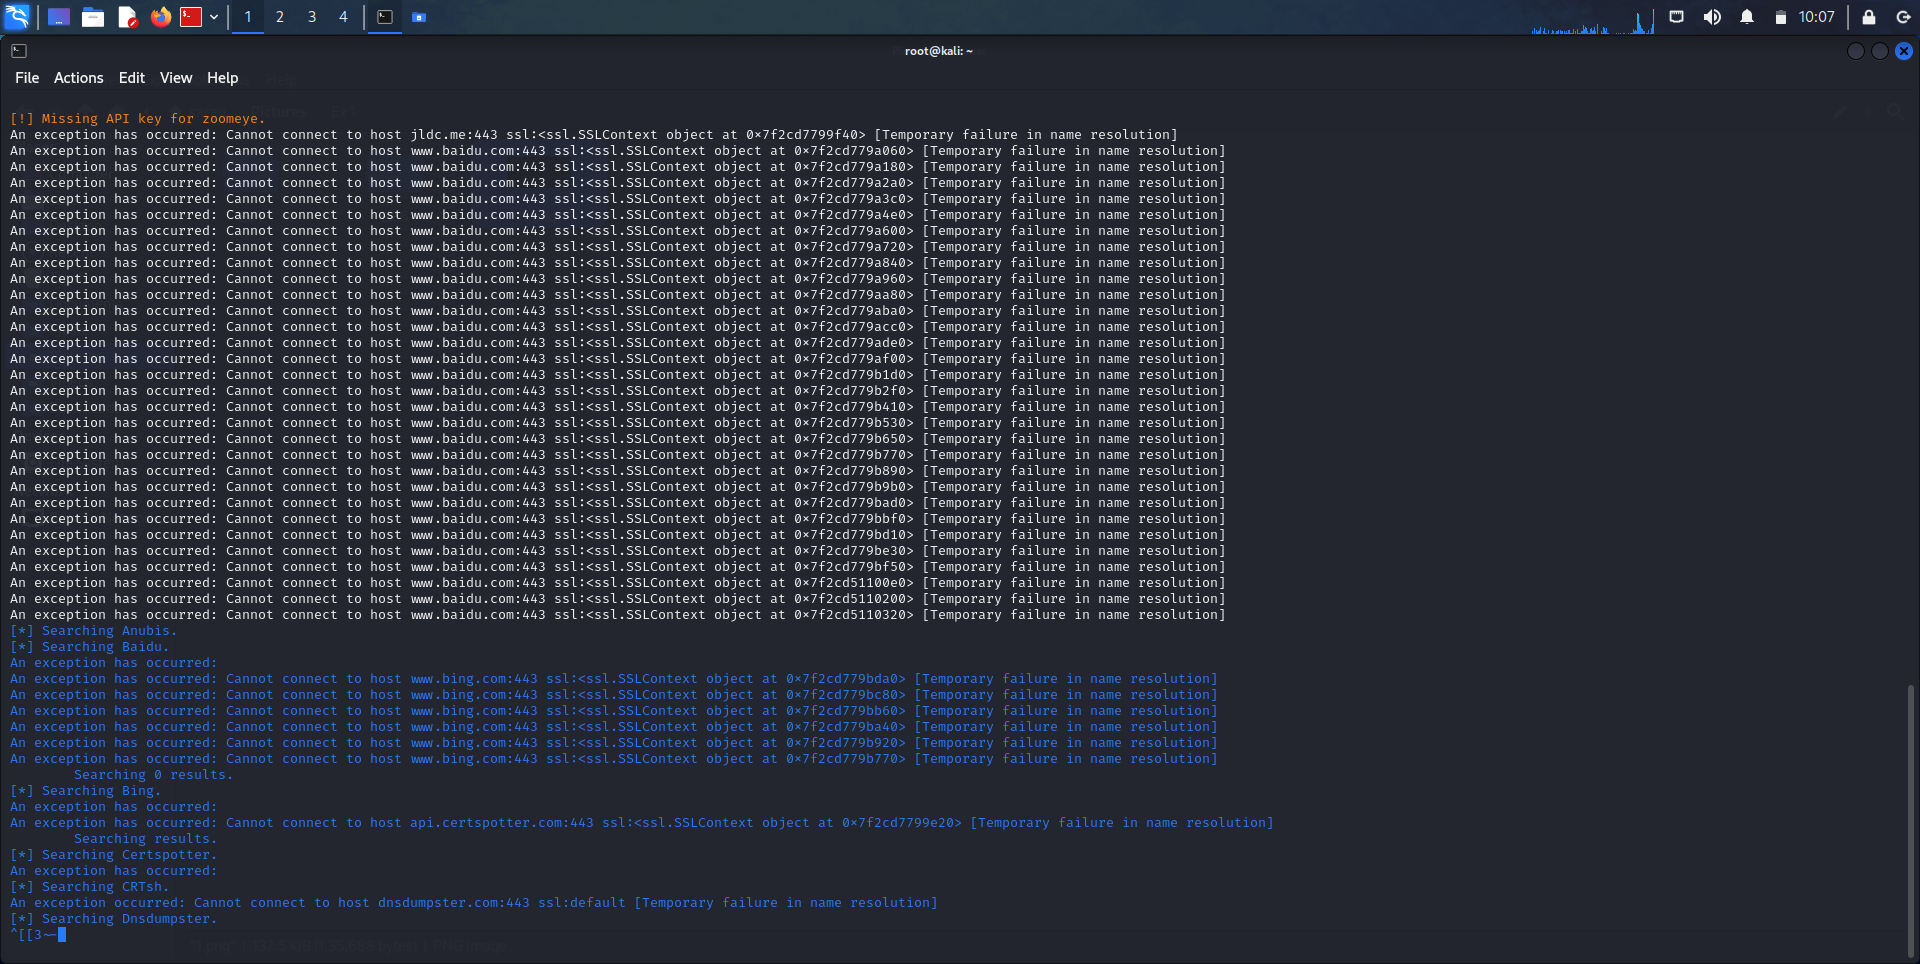 1 2 3 4 10:07
root@kali: ~
File Actions Edit View Help
[!] Missing API key for zoomeye.
An exception has occurred: Cannot connect to host jldc.me:443 ssl:<ssl.SSLContext object at 0×7f2cd7799f40> [Temporary failure in name resolution]
An exception has occurred: Cannot connect to host www.baidu.com:443 ssl:<ssl.SSLContext object at 0×7f2cd779a060> [Temporary failure in name resolution]
An exception has occurred: Cannot connect to host www.baidu.com:443 ssl:<ssl.SSLContext object at 0×7f2cd779a180> [Temporary failure in name resolution]
An exception has occurred: Cannot connect to host www.baidu.com:443 ssl:<ssl.SSLContext object at 0×7f2cd779a2a0> [Temporary failure in name resolution]
An exception has occurred: Cannot connect to host www.baidu.com:443 ssl:<ssl.SSLContext object at 0×7f2cd779a3c0> [Temporary failure in name resolution]
An exception has occurred: Cannot connect to host www.baidu.com:443 ssl:<ssl.SSLContext object at 0×7f2cd779a4e0> [Temporary failure in name resolution]
An exception has occurred: Cannot connect to host www.baidu.com:443 ssl:<ssl.SSLContext object at 0×7f2cd779a600> [Temporary failure in name resolution]
An exception has occurred: Cannot connect to host www.baidu.com:443 ssl:<ssl.SSLContext object at 0×7f2cd779a720> [Temporary failure in name resolution]
An exception has occurred: Cannot connect to host www.baidu.com:443 ssl:<ssl.SSLContext object at 0×7f2cd779a840> [Temporary failure in name resolution]
An exception has occurred: Cannot connect to host www.baidu.com:443 ssl:<ssl.SSLContext object at 0×7f2cd779a960> [Temporary failure in name resolution]
An exception has occurred: Cannot connect to host www.baidu.com:443 ssl:<ssl.SSLContext object at 0×7f2cd779aa80> [Temporary failure in name resolution]
An exception has occurred: Cannot connect to host www.baidu.com:443 ssl:<ssl.SSLContext object at 0×7f2cd779aba0> [Temporary failure in name resolution]
An exception has occurred: Cannot connect to host www.baidu.com:443 ssl:<ssl.SSLContext object at 0×7f2cd779acc0> [Temporary failure in name resolution]
An exception has occurred: Cannot connect to host www.baidu.com:443 ssl:<ssl.SSLContext object at 0×7f2cd779ade0> [Temporary failure in name resolution]
An exception has occurred: Cannot connect to host www.baidu.com:443 ssl:<ssl.SSLContext object at 0×7f2cd779af00> [Temporary failure in name resolution]
An exception has occurred: Cannot connect to host www.baidu.com:443 ssl:<ssl.SSLContext object at 0×7f2cd779b1d0> [Temporary failure in name resolution]
An exception has occurred: Cannot connect to host www.baidu.com:443 ssl:<ssl.SSLContext object at 0×7f2cd779b2f0> [Temporary failure in name resolution]
An exception has occurred: Cannot connect to host www.baidu.com:443 ssl:<ssl.SSLContext object at 0×7f2cd779b410> [Temporary failure in name resolution]
An exception has occurred: Cannot connect to host www.baidu.com:443 ssl:<ssl.SSLContext object at 0×7f2cd779b530> [Temporary failure in name resolution]
An exception has occurred: Cannot connect to host www.baidu.com:443 ssl:<ssl.SSLContext object at 0×7f2cd779b650> [Temporary failure in name resolution]
An exception has occurred: Cannot connect to host www.baidu.com:443 ssl:<ssl.SSLContext object at 0×7f2cd779b770> [Temporary failure in name resolution]
An exception has occurred: Cannot connect to host www.baidu.com:443 ssl:<ssl.SSLContext object at 0×7f2cd779b890> [Temporary failure in name resolution]
An exception has occurred: Cannot connect to host www.baidu.com:443 ssl:<ssl.SSLContext object at 0×7f2cd779b9b0> [Temporary failure in name resolution]
An exception has occurred: Cannot connect to host www.baidu.com:443 ssl:<ssl.SSLContext object at 0×7f2cd779bad0> [Temporary failure in name resolution]
An exception has occurred: Cannot connect to host www.baidu.com:443 ssl:<ssl.SSLContext object at 0×7f2cd779bbf0> [Temporary failure in name resolution]
An exception has occurred: Cannot connect to host www.baidu.com:443 ssl:<ssl.SSLContext object at 0×7f2cd779bd10> [Temporary failure in name resolution]
An exception has occurred: Cannot connect to host www.baidu.com:443 ssl:<ssl.SSLContext object at 0×7f2cd779be30> [Temporary failure in name resolution]
An exception has occurred: Cannot connect to host www.baidu.com:443 ssl:<ssl.SSLContext object at 0×7f2cd779bf50> [Temporary failure in name resolution]
An exception has occurred: Cannot connect to host www.baidu.com:443 ssl:<ssl.SSLContext object at 0×7f2cd51100e0> [Temporary failure in name resolution]
An exception has occurred: Cannot connect to host www.baidu.com:443 ssl:<ssl.SSLContext object at 0×7f2cd5110200> [Temporary failure in name resolution]
An exception has occurred: Cannot connect to host www.baidu.com:443 ssl:<ssl.SSLContext object at 0×7f2cd5110320> [Temporary failure in name resolution]
[*] Searching Anubis.
[*] Searching Baidu.
An exception has occurred:
An exception has occurred: Cannot connect to host www.bing.com:443 ssl:<ssl.SSLContext object at 0×7f2cd779bda0> [Temporary failure in name resolution]
An exception has occurred: Cannot connect to host www.bing.com:443 ssl:<ssl.SSLContext object at 0×7f2cd779bc80> [Temporary failure in name resolution]
An exception has occurred: Cannot connect to host www.bing.com:443 ssl:<ssl.SSLContext object at 0×7f2cd779bb60> [Temporary failure in name resolution]
An exception has occurred: Cannot connect to host www.bing.com:443 ssl:<ssl.SSLContext object at 0×7f2cd779ba40> [Temporary failure in name resolution]
An exception has occurred: Cannot connect to host www.bing.com:443 ssl:<ssl.SSLContext object at 0×7f2cd779b920> [Temporary failure in name resolution]
An exception has occurred: Cannot connect to host www.bing.com:443 ssl:<ssl.SSLContext object at 0×7f2cd779b770> [Temporary failure in name resolution]
Searching 0 results.
[*] Searching Bing.
An exception has occurred:
An exception has occurred: Cannot connect to host api.certspotter.com:443 ssl:<ssl.SSLContext object at 0×7f2cd7799e20> [Temporary failure in name resolution]
Searching results.
[*] Searching Certspotter.
An exception has occurred:
[*] Searching CRTsh.
An exception occurred: Cannot connect to host dnsdumpster.com:443 ssl:default [Temporary failure in name resolution]
[*] Searching Dnsdumpster.
^[[3~-